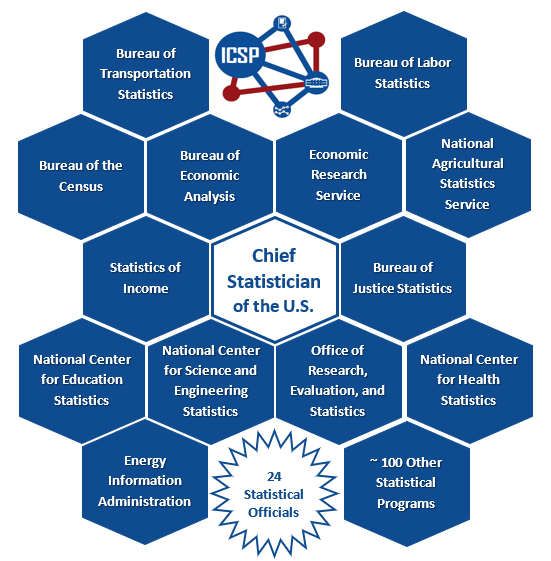 ICSP
Bureau of
Transportation
Statistics
Bureau of Labor
Statistics
Bureau of the
Census
Bureau of
Economic
Analysis
Economic
Research
Service
National
Agricultural
Statistics
Service
Statistics of
Income
Chief
Statistician
of the U.S.
Bureau of
Justice Statistics
National Center
for Education
Statistics
National Center
for Science and
Engineering
Statistics
Office of
Research,
Evaluation, and
Statistics
National Center
for Health
Statistics
Energy
Information
Administration
24
Statistical
Officials
~ 100 Other
Statistical
Programs